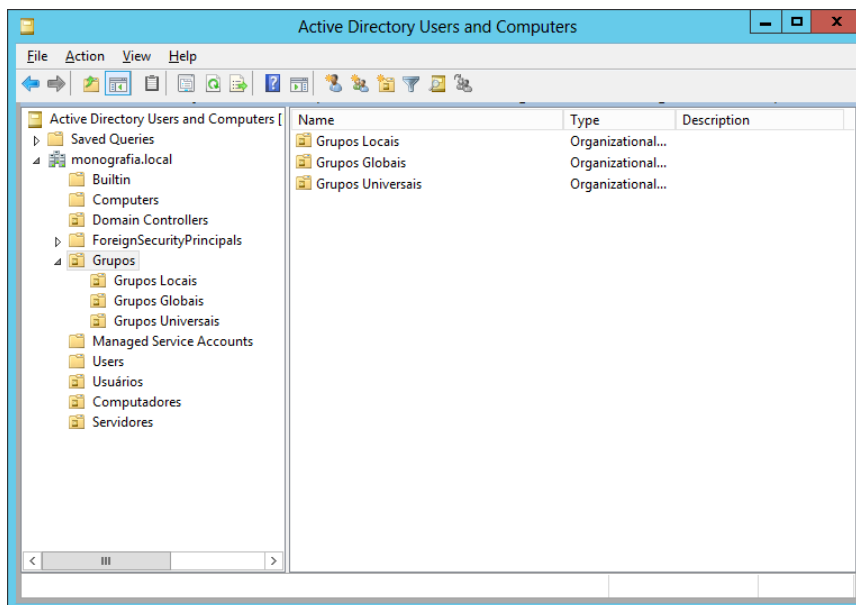 Active Directory Users and Computers
File Action View Help
Active Directory Users and Computers [
Name Type Description
Saved Queries
Grupos Locais Organizational...
monografia.local
Grupos Globais Organizational...
Builtin
Grupos Universais Organizational...
Computers
Domain Controllers
ForeignSecurityPrincipals
Grupos
Grupos Locais
Grupos Globais
Grupos Universais
Managed Service Accounts
Users
Usuários
Computadores
Servidores